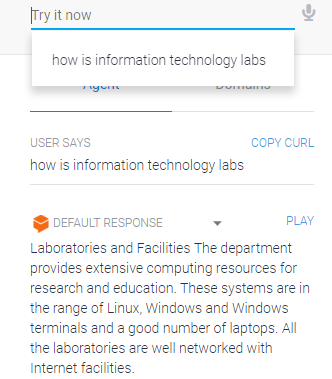 Try it now
how is information technology labs
Agent Domains
USER SAYS COPY CURL
how is information technology labs
DEFAULT RESPONSE PLAY
Laboratories and Facilities The department
provides extensive computing resources for
research and education. These systems are in
the range of Linux, Windows and Windows
terminals and a good number of laptops. All
the laboratories are well networked with
Internet facilities.